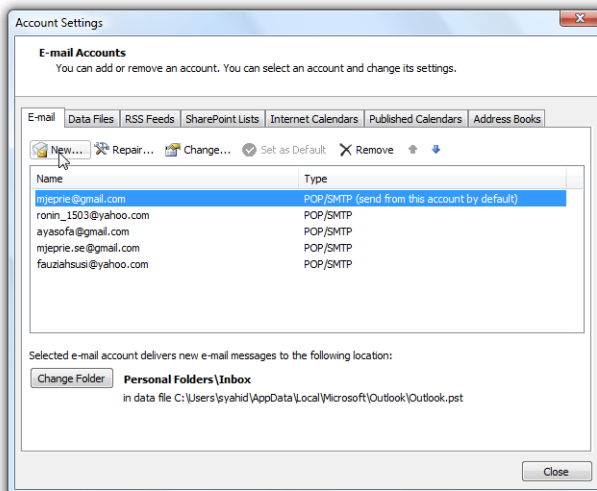 Account Settings
E-mail Accounts
You can add or remove an account. You can select an account and change its settings.
E-mail Data Files RSS Feeds SharePoint Lists Internet Calendars Published Calendars Address Books
New... Repair... Change... Set as Default Remove
Name Type
mjeprie@gmail.com POP/SMTP (send from this account by default)
ronin_1503@yahoo.com POP/SMTP
ayasofa@gmail.com POP/SMTP
mjeprie.se@gmail.com POP/SMTP
fauziahsusi@yahoo.com POP/SMTP
Selected e-mail account delivers new e-mail messages to the following location:
Change Folder Personal Folders\Inbox
in data file C:\Users\syahid\AppData\Local\Microsoft\Outlook\Outlook.pst
Close